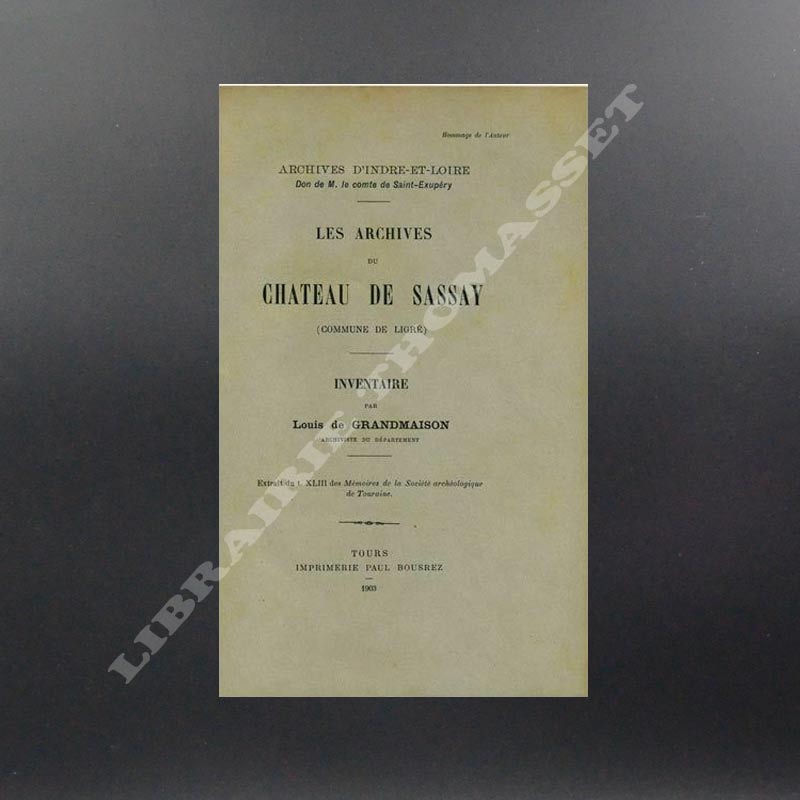 Hommage de l'Auteur
ARCHIVES D'INDRE-ET-LOIRE
Don de M. le comte de Saint-Exupéry
LES ARCHIVES
DU
CHATEAU DE SASSAY
(COMMUNE DE LIGRÉ)
INVENTAIRE
PAR
Louis de GRANDMAISON
ARCHIVISTE DU DÉPARTEMENT
Extrait du t. XLIII des Mémoires de la Société archéologique
de Touraine.
TOURS
IMPRIMERIE PAUL BOUSREZ
1903
LIBRAIRIE THOMASSET